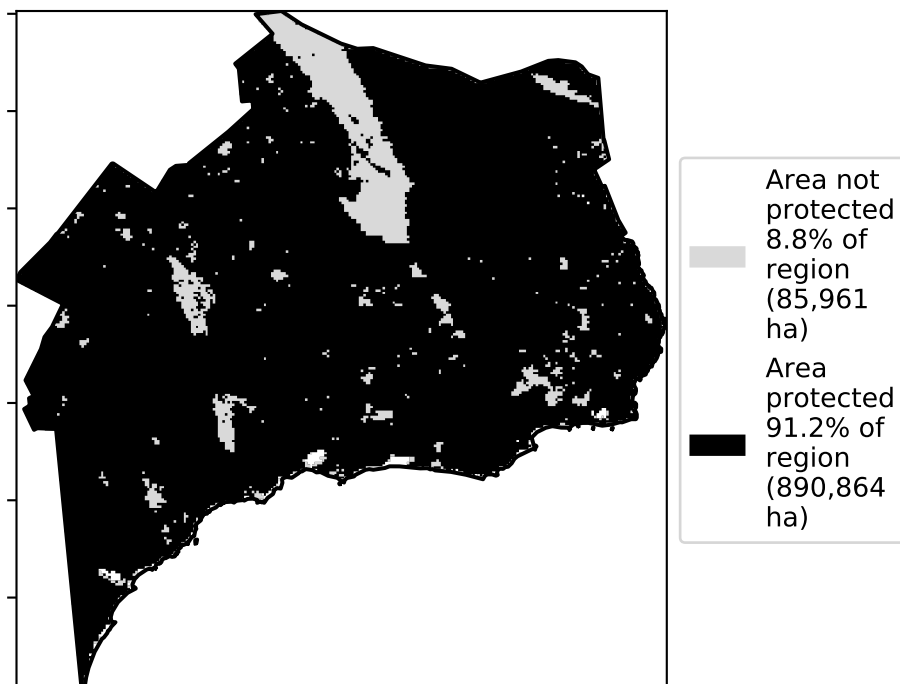 Area not
protected
8.8% of
region
(85,961
ha)
Area
protected
91.2% of
region
(890,864
ha)